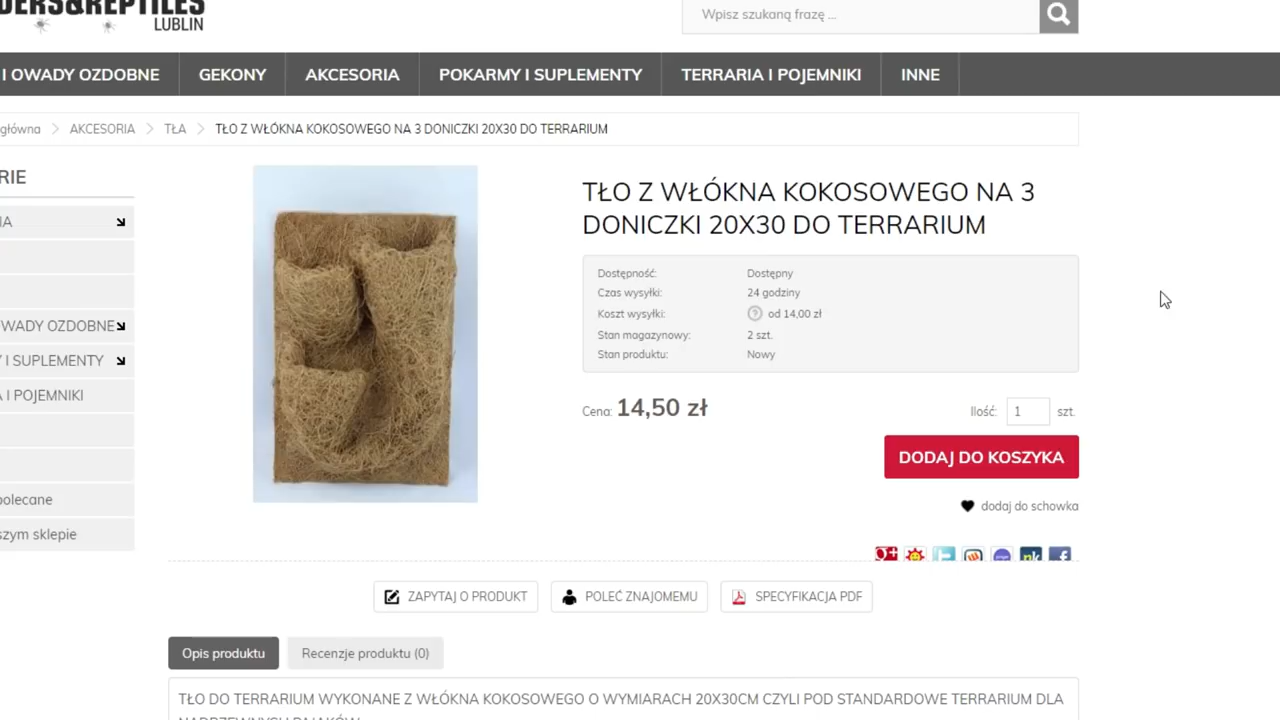 DERS&REPTILES
LUBLIN
Wpisz szukaną frazę ...
I OWADY OZDOBNE
GEKONY
AKCESORIA
POKARMY I SUPLEMENTY
TERRARIA I POJEMNIKI
INNE
główna
AKCESORIA
TŁA
TŁO Z WŁÓKNA KOKOSOWEGO NA 3 DONICZKI 20X30 DO TERRARIUM
RIE
IA
WADY OZDOBNE
Y I SUPLEMENTY
A I POJEMNIKI
polecane
szym sklepie
TŁO Z WŁÓKNA KOKOSOWEGO NA 3
DONICZKI 20X30 DO TERRARIUM
Dostępność: Dostępny
Czas wysyłki: 24 godziny
Koszt wysyłki: ? od 14,00 zł
Stan magazynowy: 2 szt.
Stan produktu: Nowy
Cena: 14,50 zł
Ilość: 1 szt.
DODAJ DO KOSZYKA
dodaj do schowka
ZAPYTAJ O PRODUKT
POLEĆ ZNAJOMEMU
SPECYFIKACJA PDF
Opis produktu
Recenzje produktu (0)
TŁO DO TERRARIUM WYKONANE Z WŁÓKNA KOKOSOWEGO O WYMIARACH 20X30CM CZYLI POD STANDARDOWE TERRARIUM DLA
NADRZEWNYCH PAJĄKÓW